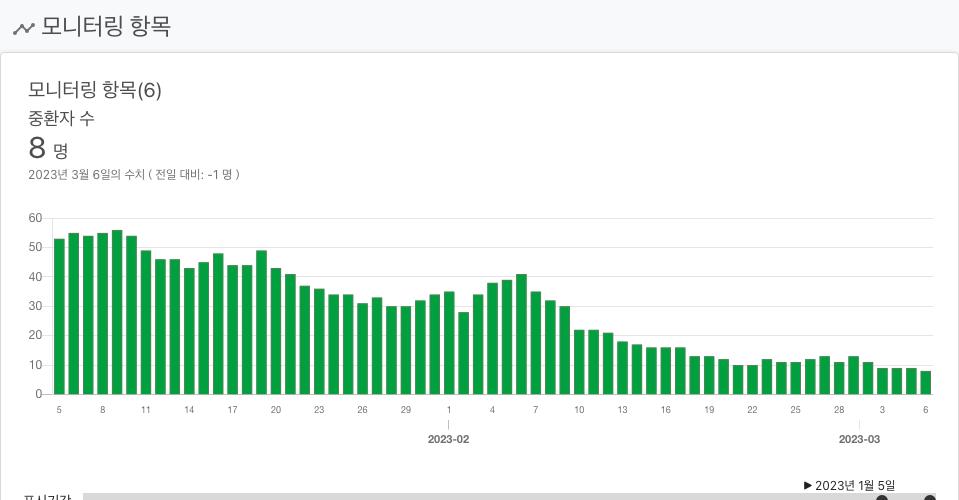 모니터링 항목
모니터링 항목(6)
중환자 수
8 명
2023년 3월 6일의 수치 ( 전일 대비: -1 명 )
60
50
40
30
20
10
0
5 8 11 14 17 20 23 26 29 1 4 7 10 13 16 19 22 25 28 3 6
2023-02 2023-03
▶ 2023년 1월 5일
표시기간